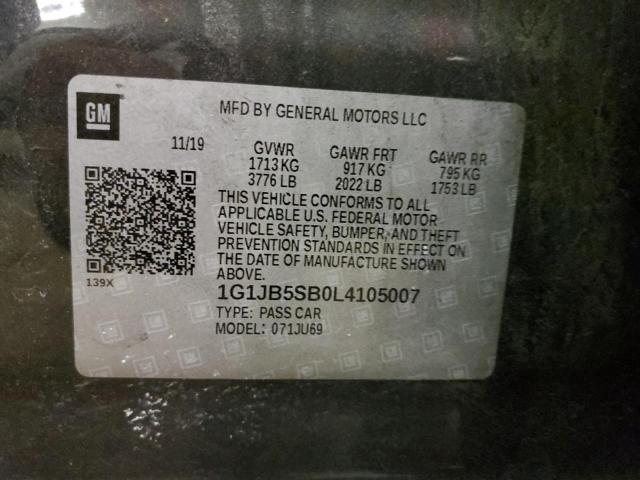 GM
MFD BY GENERAL MOTORS LLC
11/19 GVWR GAWR FRT GAWR RR
1713 KG 917 KG 795 KG
3776 LB 2022 LB 1753 LB
THIS VEHICLE CONFORMS TO ALL
APPLICABLE U.S. FEDERAL MOTOR
VEHICLE SAFETY, BUMPER, AND THEFT
PREVENTION STANDARDS IN EFFECT ON
THE DATE OF MANUFACTURE SHOWN
ABOVE.
139X
1G1JB5SB0L4105007
TYPE: PASS CAR
MODEL: 071JU69